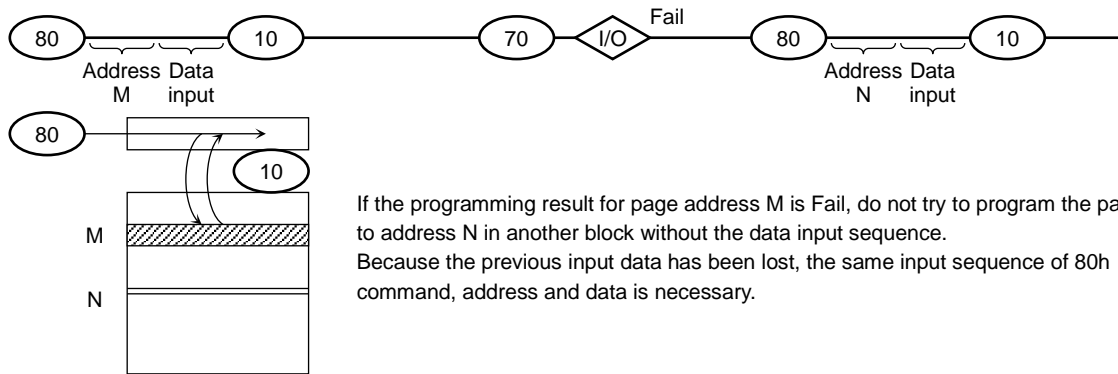 Fail
80 10 70 I/O 80 10
Address Data Address Data
M input N input
80
10
If the programming result for page address M is Fail, do not try to program the pa
M to address N in another block without the data input sequence.
Because the previous input data has been lost, the same input sequence of 80h
N command, address and data is necessary.